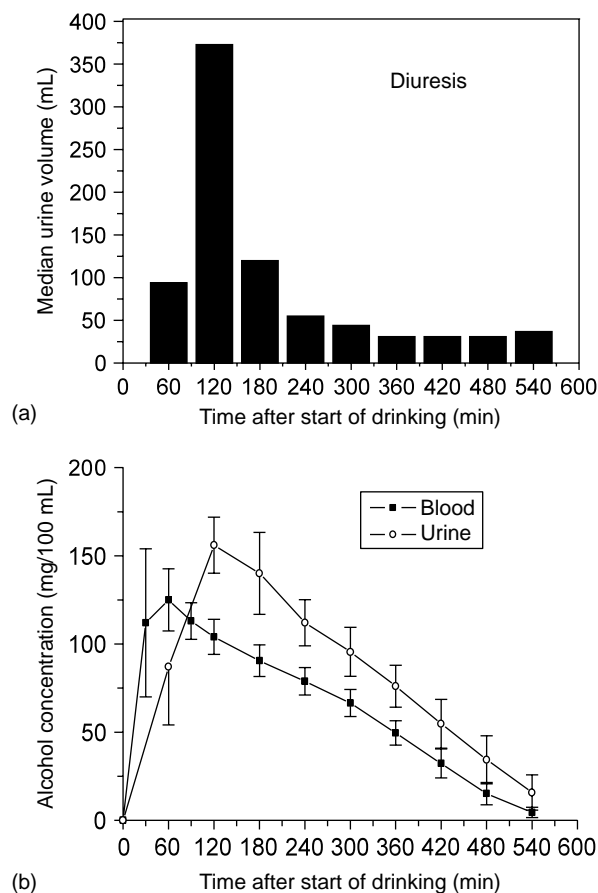 400
350
300
250
200
150
100
50
0
Median urine volume (mL)
Diuresis
0 60 120 180 240 300 360 420 480 540 600
(a)
Time after start of drinking (min)
200
150
100
50
0
Alcohol concentration (mg/100 mL)
Blood
Urine
0 60 120 180 240 300 360 420 480 540 600
(b)
Time after start of drinking (min)